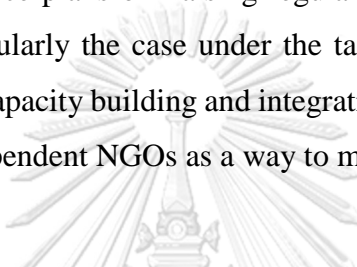 ularly the case under the ta
apacity building and integrat
pendent NGOs as a way to m